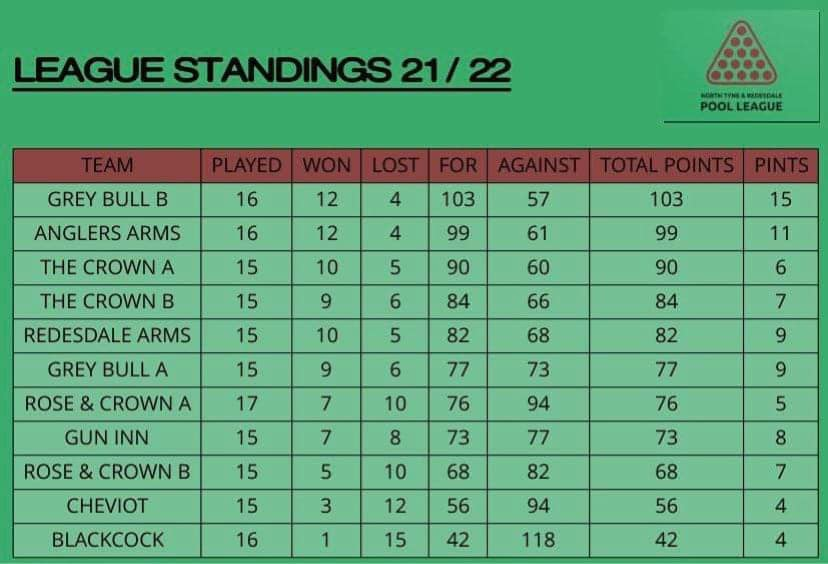 LEAGUE STANDINGS 21/ 22
NORTH TYNE & REDESDALE
POOL LEAGUE
TEAM PLAYED WON LOST FOR AGAINST TOTAL POINTS PINTS
GREY BULL B 16 12 4 103 57 103 15
ANGLERS ARMS 16 12 4 99 61 99 11
THE CROWN A 15 10 5 90 60 90 6
THE CROWN B 15 9 6 84 66 84 7
REDESDALE ARMS 15 10 5 82 68 82 9
GREY BULL A 15 9 6 77 73 77 9
ROSE & CROWN A 17 7 10 76 94 76 5
GUN INN 15 7 8 73 77 73 8
ROSE & CROWN B 15 5 10 68 82 68 7
CHEVIOT 15 3 12 56 94 56 4
BLACKCOCK 16 1 15 42 118 42 4